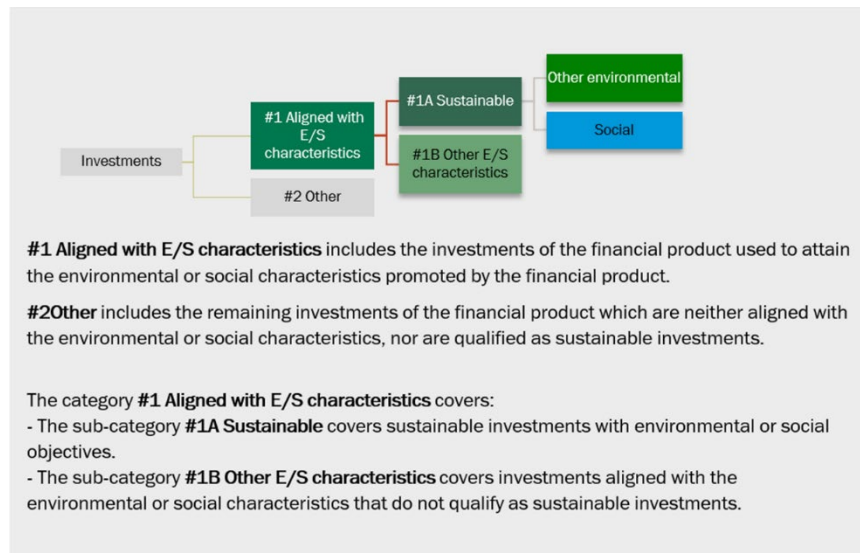 Other environmental
#1A Sustainable
#1 Aligned with
E/S
characteristics
Social
Investments
#1B Other E/S
characteristics
#2 Other
#1 Aligned with E/S characteristics includes the investments of the financial product used to attain
the environmental or social characteristics promoted by the financial product.
#2Other includes the remaining investments of the financial product which are neither aligned with
the environmental or social characteristics, nor are qualified as sustainable investments.
The category #1 Aligned with E/S characteristics covers:
- The sub-category #1A Sustainable covers sustainable investments with environmental or social
objectives.
- The sub-category #1B Other E/S characteristics covers investments aligned with the
environmental or social characteristics that do not qualify as sustainable investments.